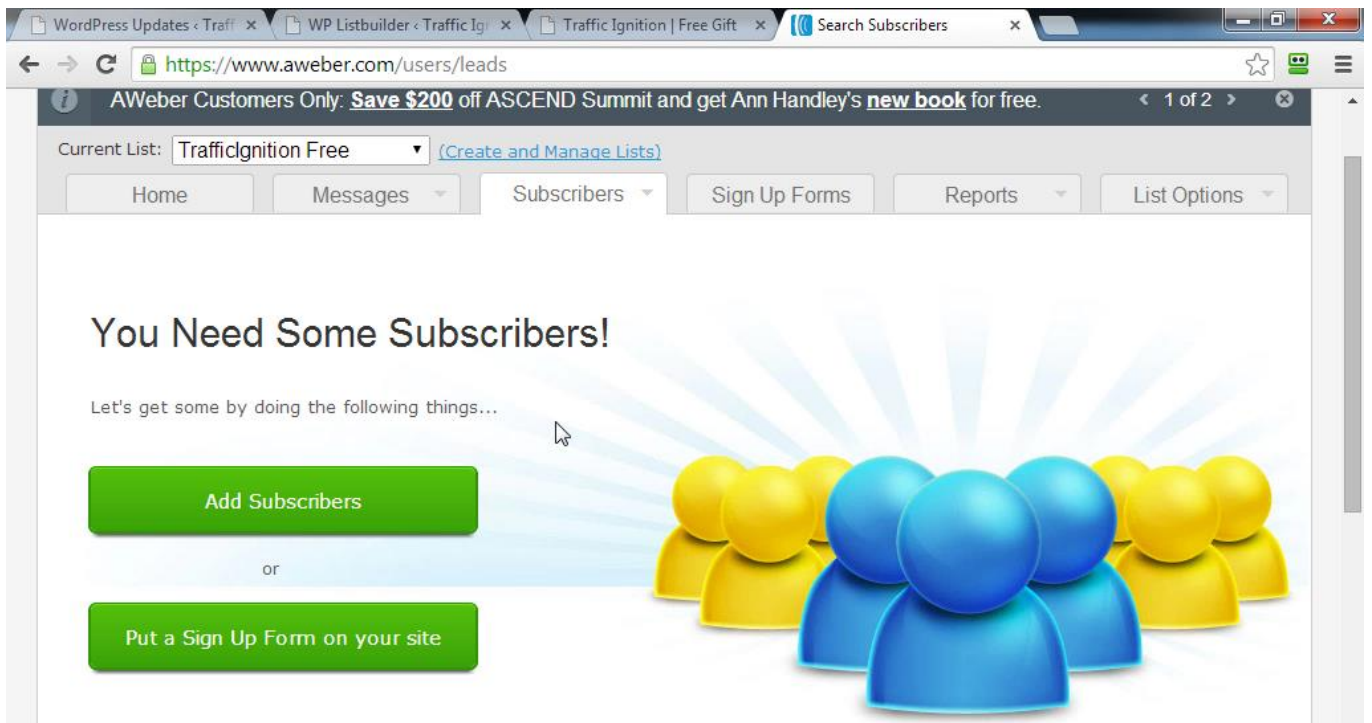 WordPress Updates ‹ Traff
WP Listbuilder ‹ Traffic Ig
Traffic Ignition | Free Gift
Search Subscribers
https://www.aweber.com/users/leads
AWeber Customers Only: Save $200 off ASCEND Summit and get Ann Handley's new book for free.
‹ 1 of 2 ›
Current List: TrafficIgnition Free (Create and Manage Lists)
Home Messages Subscribers Sign Up Forms Reports List Options
You Need Some Subscribers!
Let's get some by doing the following things...
Add Subscribers
or
Put a Sign Up Form on your site